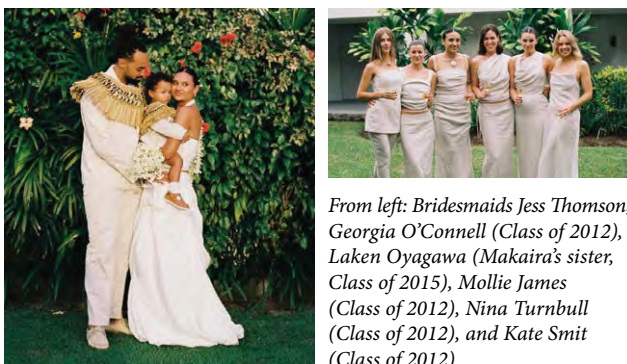 From left: Bridesmaids Jess Thomson,
Georgia O’Connell (Class of 2012),
Laken Oyagawa (Makaira’s sister,
Class of 2015), Mollie James
(Class of 2012), Nina Turnbull
(Class of 2012), and Kate Smit
(Class of 2012)